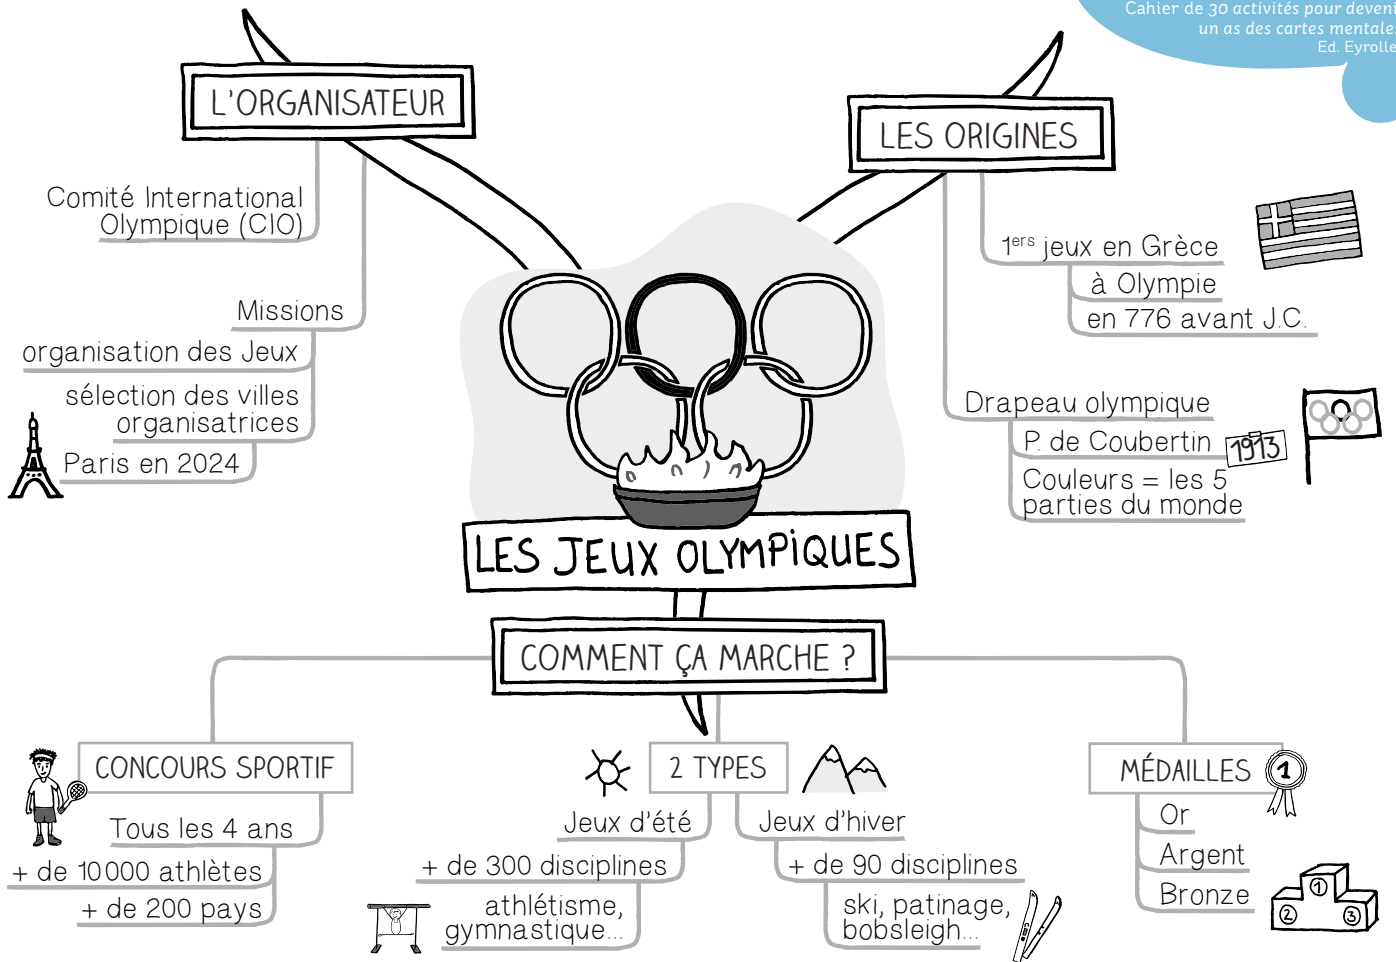 Cahier de 30 activités pour
un as des cartes
Ed.
L'ORGANISATEUR
Comité International
Olympique (CIO)
Missions
organisation des Jeux
sélection des villes
organisatrices
Paris en 2024
LES ORIGINES
1ers jeux en Grèce
à Olympie
en 776 avant J.C.
Drapeau olympique
P. de Coubertin
1913
Couleurs = les 5
parties du monde
LES JEUX OLYMPIQUES
COMMENT ÇA MARCHE ?
CONCOURS SPORTIF
Tous les 4 ans
+ de 10000 athlètes
+ de 200 pays
2 TYPES
Jeux d'été
+ de 300 disciplines
athlétisme,
gymnastique...
Jeux d'hiver
+ de 90 disciplines
ski, patinage,
bobsleigh...
MÉDAILLES
1
Or
Argent
Bronze
1
2
3